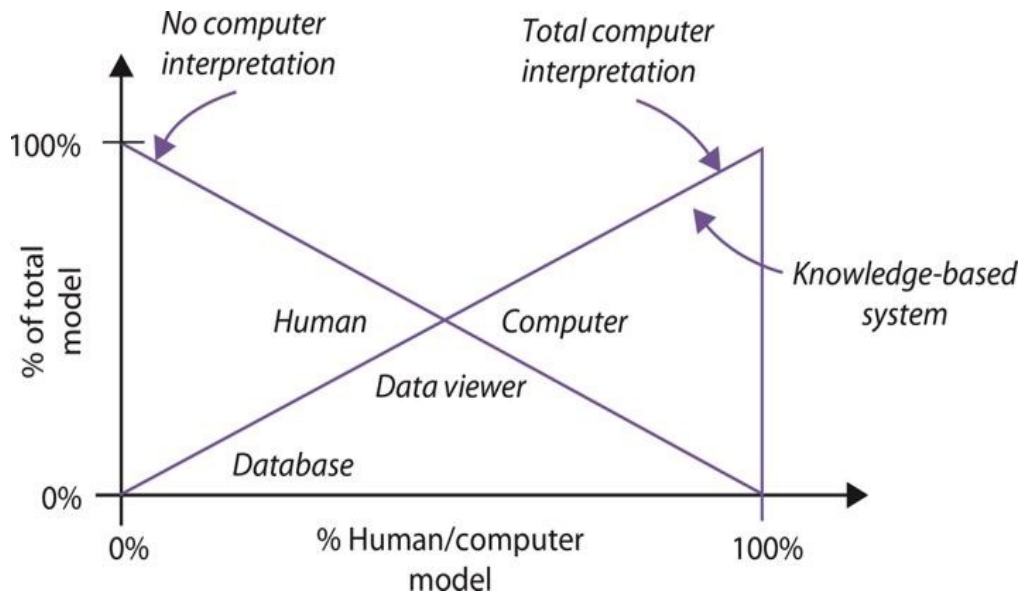 No computer
interpretation
Total computer
interpretation
100%
% of total
model
Human
Computer
Knowledge-based
system
Data viewer
Database
0%
0%
% Human/computer
model
100%